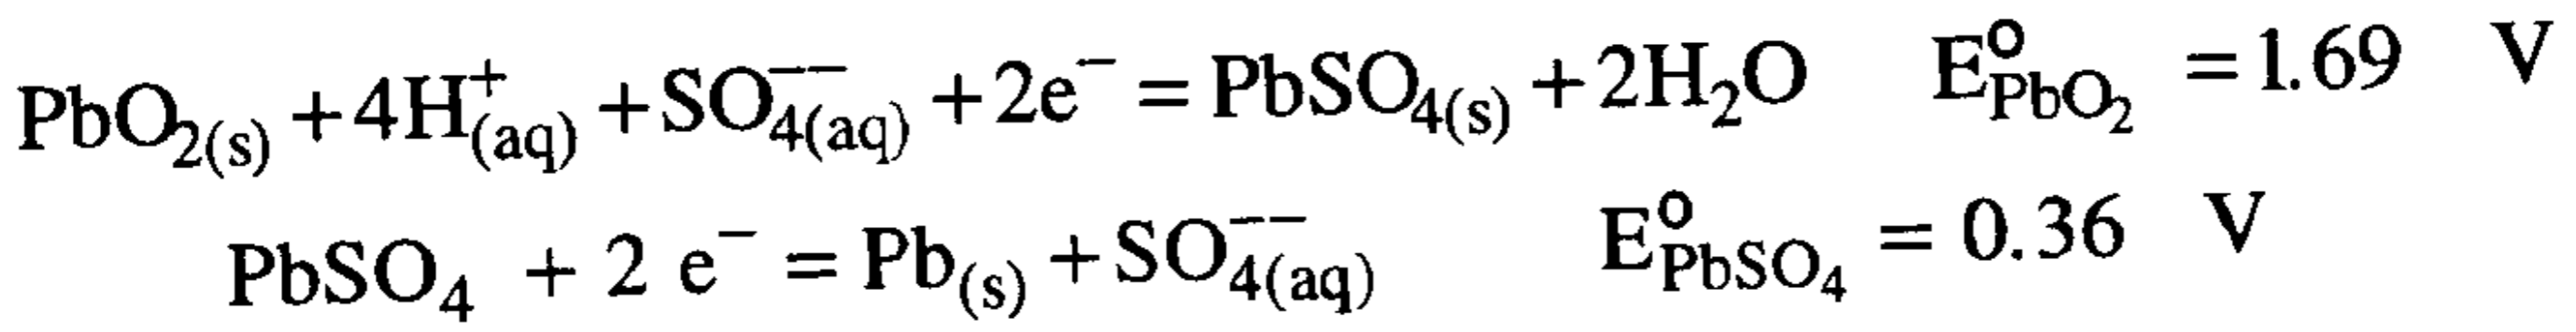 PbO₂₍ₛ₎ + 4H⁺(aq) + SO₄⁻⁻(aq) + 2e⁻ = PbSO₄(s) + 2H₂O E°PbO₂ = 1.69 V
PbSO₄ + 2 e⁻ = Pb(s) + SO₄⁻⁻(aq) E°PbSO₄ = 0.36 V